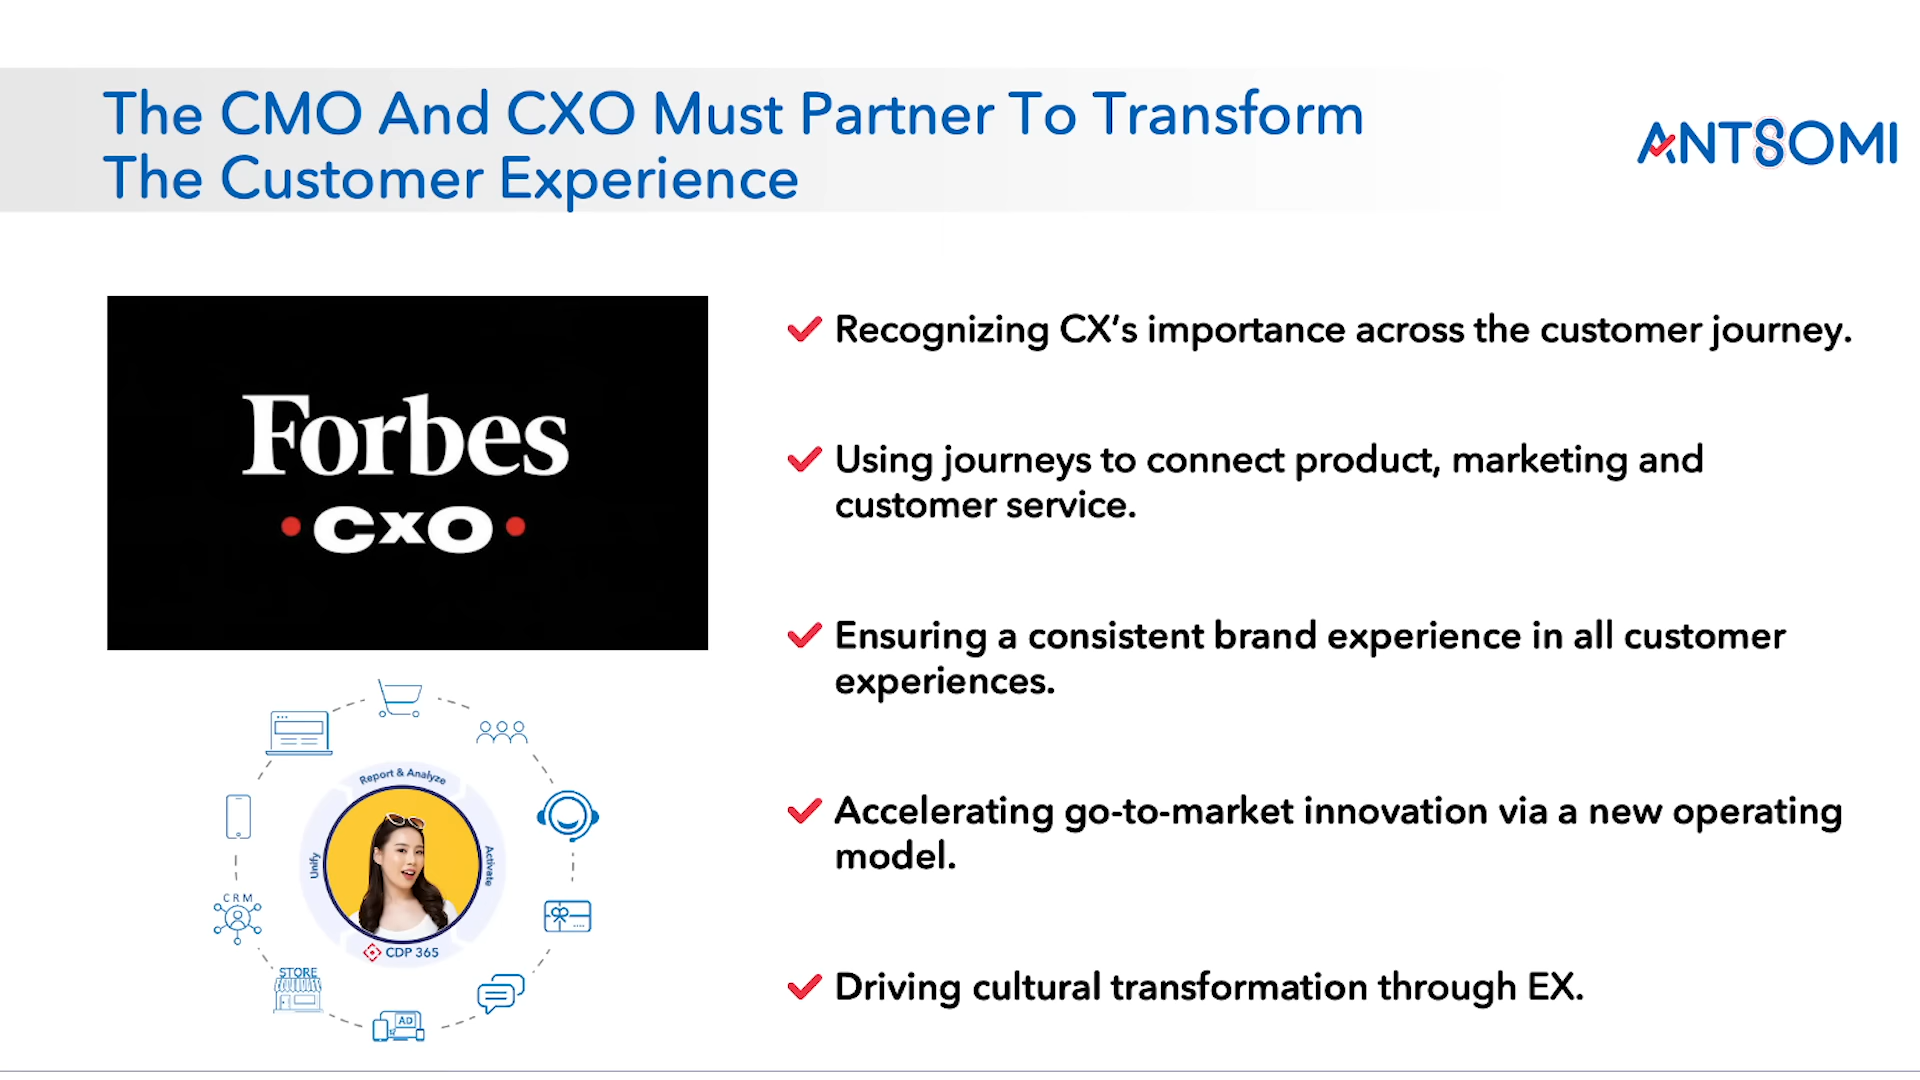 The CMO And CXO Must Partner To Transform
The Customer Experience
ANTSOMI
Forbes
CxO
Recognizing CX‘s importance across the customer journey.
Using journeys to connect product, marketing and
customer service.
Ensuring a consistent brand experience in all customer
experiences.
Accelerating go-to-market innovation via a new operating
model.
Driving cultural transformation through EX.
Report & Analyze
Unify
Activate
CDP 365
CRM
STORE
AD